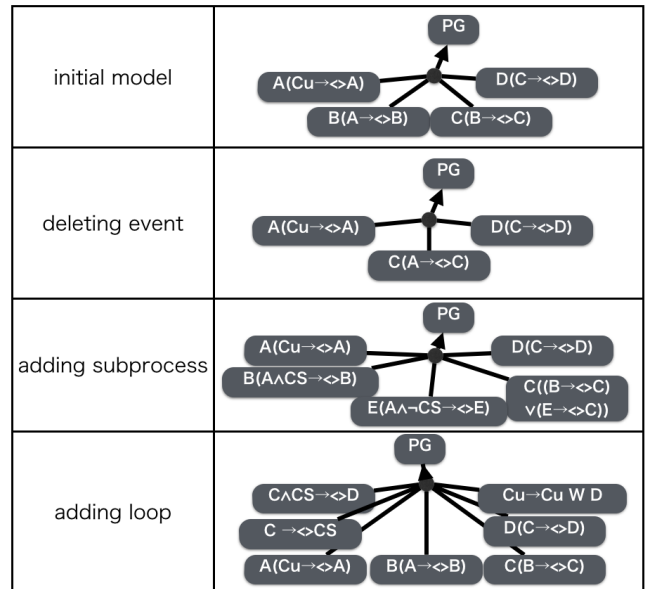 initial model
PG
A(Cu→<>A)
D(C→<>D)
B(A→<>B)
C(B→<>C)
deleting event
PG
A(Cu→<>A)
D(C→<>D)
C(A→<>C)
adding subprocess
PG
A(Cu→<>A)
D(C→<>D)
B(A∧CS→<>B)
C((B→<>C)
∨(E→<>C))
E(A∧¬CS→<>E)
adding loop
PG
C∧CS→<>D
Cu→Cu W D
C →<>CS
D(C→<>D)
A(Cu→<>A)
B(A→<>B)
C(B→<>C)